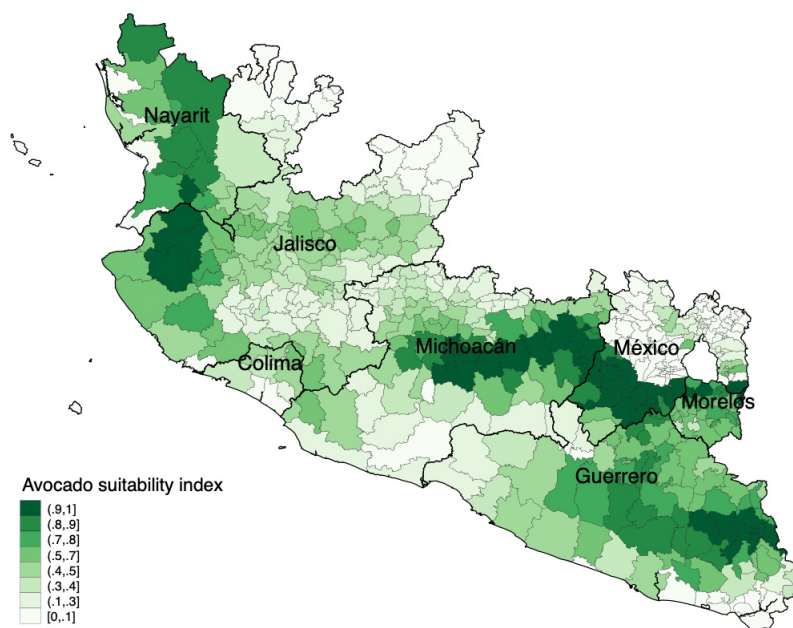 Nayarit
Jalisco
Colima
Michoacán
México
Morelos
Guerrero
Avocado suitability index
(.9,1]
(.8,.9]
(.7,.8]
(.5,.7]
(.4,.5]
(.3,.4]
(.1,.3]
[0,.1]